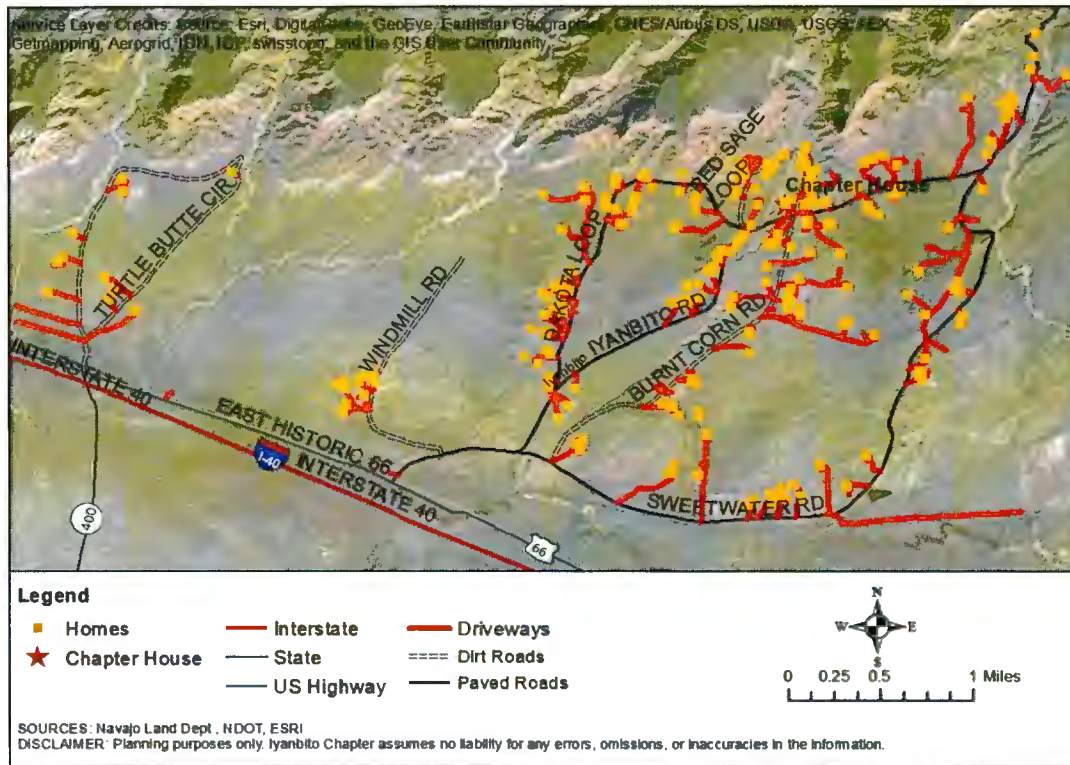 Service Layer Credits: Source: Esri, DigitalGlobe, GeoEye, Earthstar Geographics, CNES/Airbus DS, USDA, USGS, AEX,
Getmapping, Aerogrid, IGN, IGP, swisstopo, and the GIS User Community
RED SAGE
LOOP
Chapter House
TURTLE BUTTE CIR
DAKOTA LOOP
WINDMILL RD
Iyanbito IYANBITO RD
BURNT CORN RD
INTERSTATE 40
EAST HISTORIC 66
I-40
INTERSTATE 40
SWEETWATER RD
400
66
Legend
Homes
Interstate
Driveways
Chapter House
State
Dirt Roads
US Highway
Paved Roads
N
W
E
S
0 0.25 0.5 1 Miles
SOURCES: Navajo Land Dept., NDOT, ESRI
DISCLAIMER: Planning purposes only. Iyanbito Chapter assumes no liability for any errors, omissions, or inaccuracies in the information.